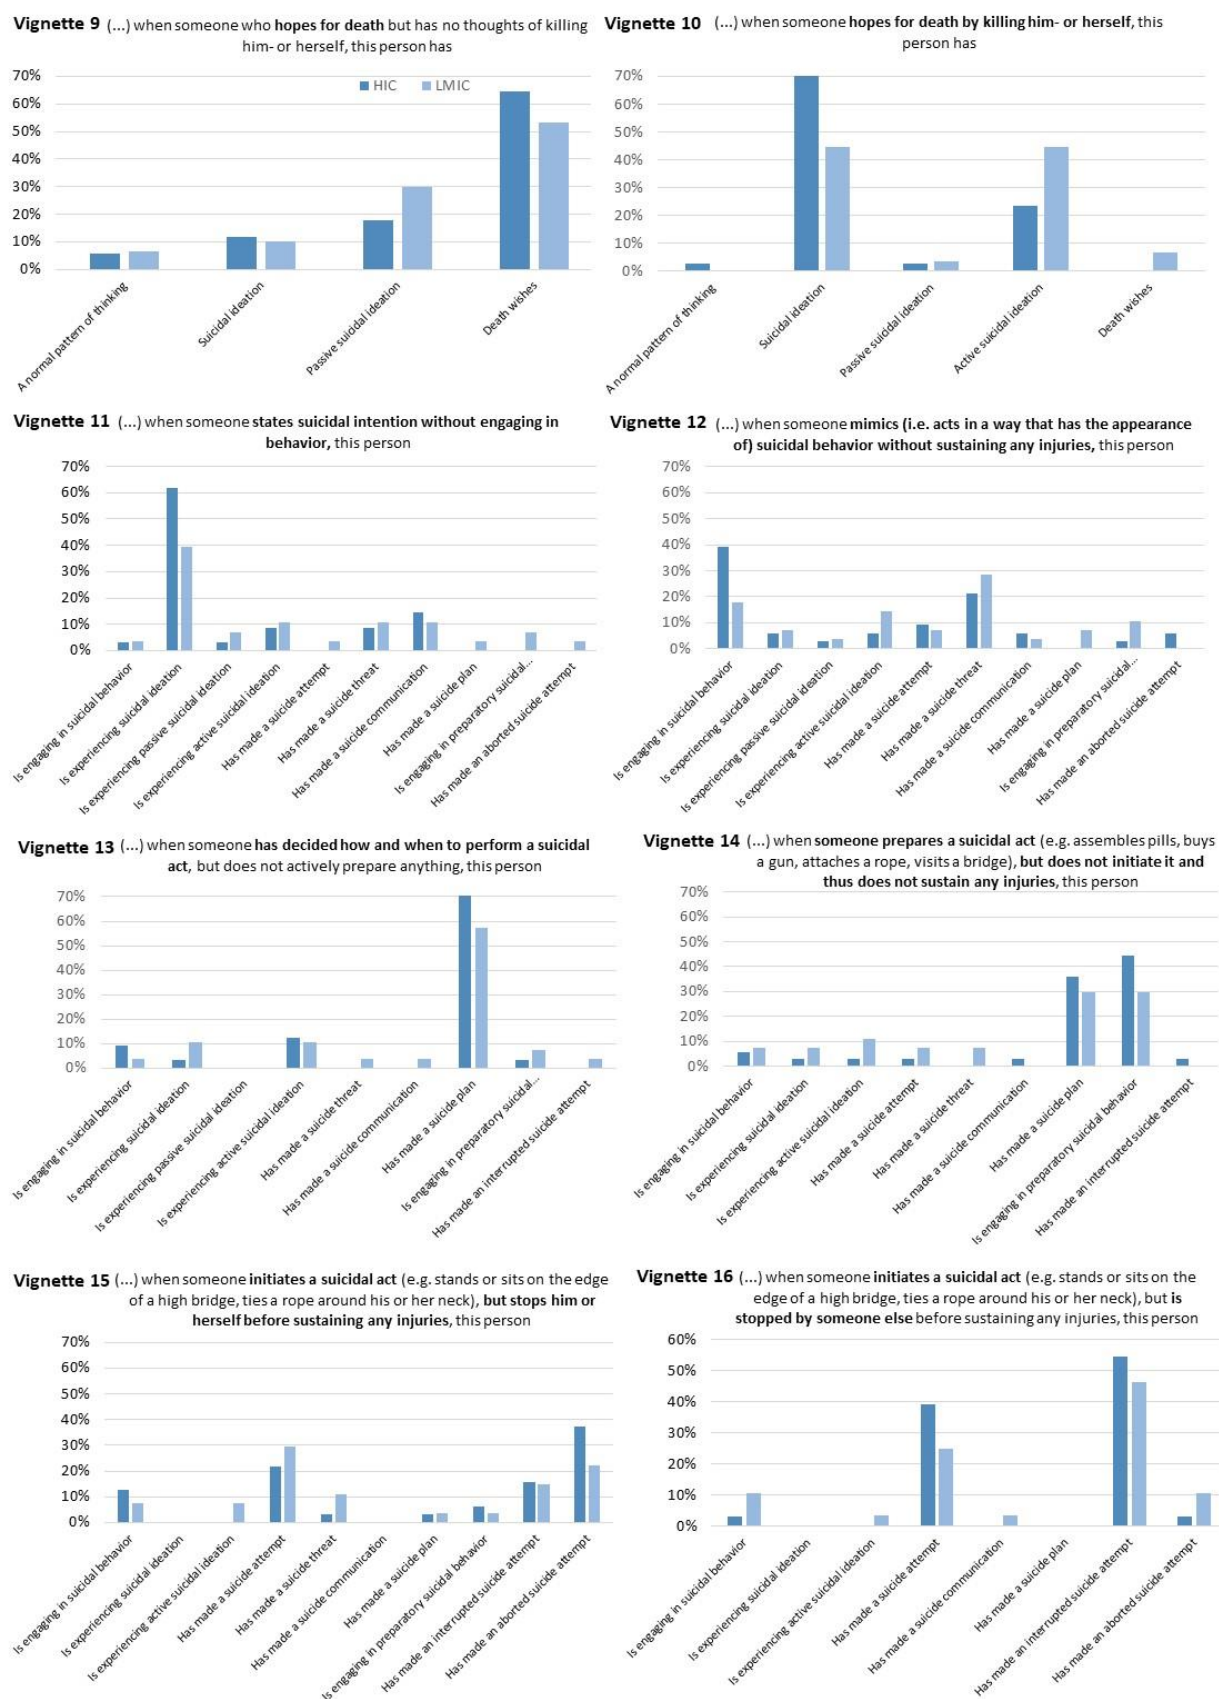 Vignette 9 (...) when someone who hopes for death but has no thoughts of killing
him- or herself, this person has
HIC LMIC
70%
60%
50%
40%
30%
20%
10%
0%
A normal pattern of thinking
Suicidal ideation
Passive suicidal ideation
Death wishes
Vignette 10 (...) when someone hopes for death by killing him- or herself, this
person has
70%
60%
50%
40%
30%
20%
10%
0%
A normal pattern of thinking
Suicidal ideation
Passive suicidal ideation
Active suicidal ideation
Death wishes
Vignette 11 (...) when someone states suicidal intention without engaging in
behavior, this person
70%
60%
50%
40%
30%
20%
10%
0%
Is engaging in suicidal behavior
Is experiencing suicidal ideation
Is experiencing passive suicidal ideation
Is experiencing active suicidal ideation
Has made a suicide attempt
Has made a suicide threat
Has made a suicide communication
Has made a suicide plan
Is engaging in preparatory suicidal...
Has made an aborted suicide attempt
Vignette 12 (...) when someone mimics (i.e. acts in a way that has the appearance
of) suicidal behavior without sustaining any injuries, this person
70%
60%
50%
40%
30%
20%
10%
0%
Is engaging in suicidal behavior
Is experiencing suicidal ideation
Is experiencing passive suicidal ideation
Is experiencing active suicidal ideation
Has made a suicide attempt
Has made a suicide threat
Has made a suicide communication
Has made a suicide plan
Is engaging in preparatory suicidal...
Has made an aborted suicide attempt
Vignette 13 (...) when someone has decided how and when to perform a suicidal
act, but does not actively prepare anything, this person
70%
60%
50%
40%
30%
20%
10%
0%
Is engaging in suicidal behavior
Is experiencing suicidal ideation
Is experiencing passive suicidal ideation
Is experiencing active suicidal ideation
Has made a suicide threat
Has made a suicide communication
Has made a suicide plan
Is engaging in preparatory suicidal...
Has made an interrupted suicide attempt
Vignette 14 (...) when someone prepares a suicidal act (e.g. assembles pills, buys
a gun, attaches a rope, visits a bridge), but does not initiate it and
thus does not sustain any injuries, this person
70%
60%
50%
40%
30%
20%
10%
0%
Is engaging in suicidal behavior
Is experiencing suicidal ideation
Is experiencing active suicidal ideation
Has made a suicide attempt
Has made a suicide threat
Has made a suicide communication
Has made a suicide plan
Is engaging in preparatory suicidal behavior
Has made an interrupted suicide attempt
Vignette 15 (...) when someone initiates a suicidal act (e.g. stands or sits on the edge
of a high bridge, ties a rope around his or her neck), but stops him or
herself before sustaining any injuries, this person
70%
60%
50%
40%
30%
20%
10%
0%
Is engaging in suicidal behavior
Is experiencing suicidal ideation
Is experiencing active suicidal ideation
Has made a suicide attempt
Has made a suicide threat
Has made a suicide communication
Has made a suicide plan
Is engaging in preparatory suicidal behavior
Has made an interrupted suicide attempt
Has made an aborted suicide attempt
Vignette 16 (...) when someone initiates a suicidal act (e.g. stands or sits on the
edge of a high bridge, ties a rope around his or her neck), but is
stopped by someone else before sustaining any injuries, this person
60%
50%
40%
30%
20%
10%
0%
Is engaging in suicidal behavior
Is experiencing suicidal ideation
Is experiencing active suicidal ideation
Has made a suicide attempt
Has made a suicide communication
Has made a suicide plan
Has made an interrupted suicide attempt
Has made an aborted suicide attempt